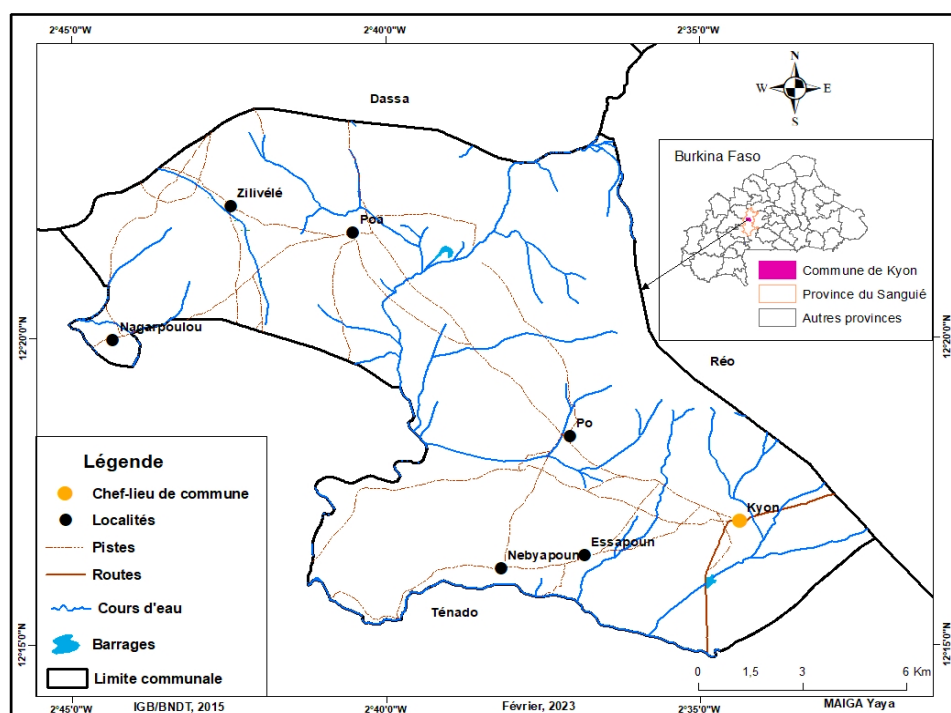 2°45'0"W
2°40'0"W
2°35'0"W
N
W
E
S
Dassa
Burkina Faso
Commune de Kyon
Province du Sanguié
Autres provinces
Zilivélé
Poa
12°20'0"N
12°20'0"N
Nagarpoulou
Réo
Po
Légende
Chef-lieu de commune
Localités
Pistes
Routes
Cours d'eau
Barrages
Limite communale
Kyon
Essapoun
Nebyapoun
Ténado
12°15'0"N
12°15'0"N
0 1,5 3 6 Km
2°45'0"W
IGB/BNDT, 2015
2°40'0"W
Février, 2023
2°35'0"W
MAIGA Yaya